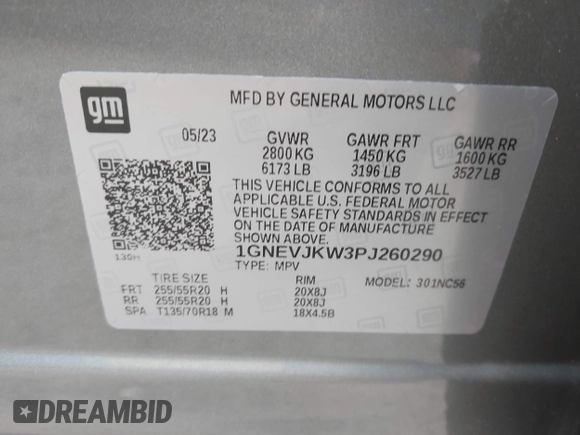 gm
MFD BY GENERAL MOTORS LLC
05/23 GVWR GAWR FRT GAWR RR
2800 KG 1450 KG 1600 KG
6173 LB 3196 LB 3527 LB
THIS VEHICLE CONFORMS TO ALL
APPLICABLE U.S. FEDERAL MOTOR
VEHICLE SAFETY STANDARDS IN EFFECT
ON THE DATE OF MANUFACTURE
SHOWN ABOVE.
1GNEVJKW3PJ260290
139H TYPE: MPV MODEL: 301NC56
TIRE SIZE RIM
FRT 255/55R20 H 20X8J
RR 255/55R20 H 20X8J
SPA T135/70R18 M 18X4.5B
DREAMBID